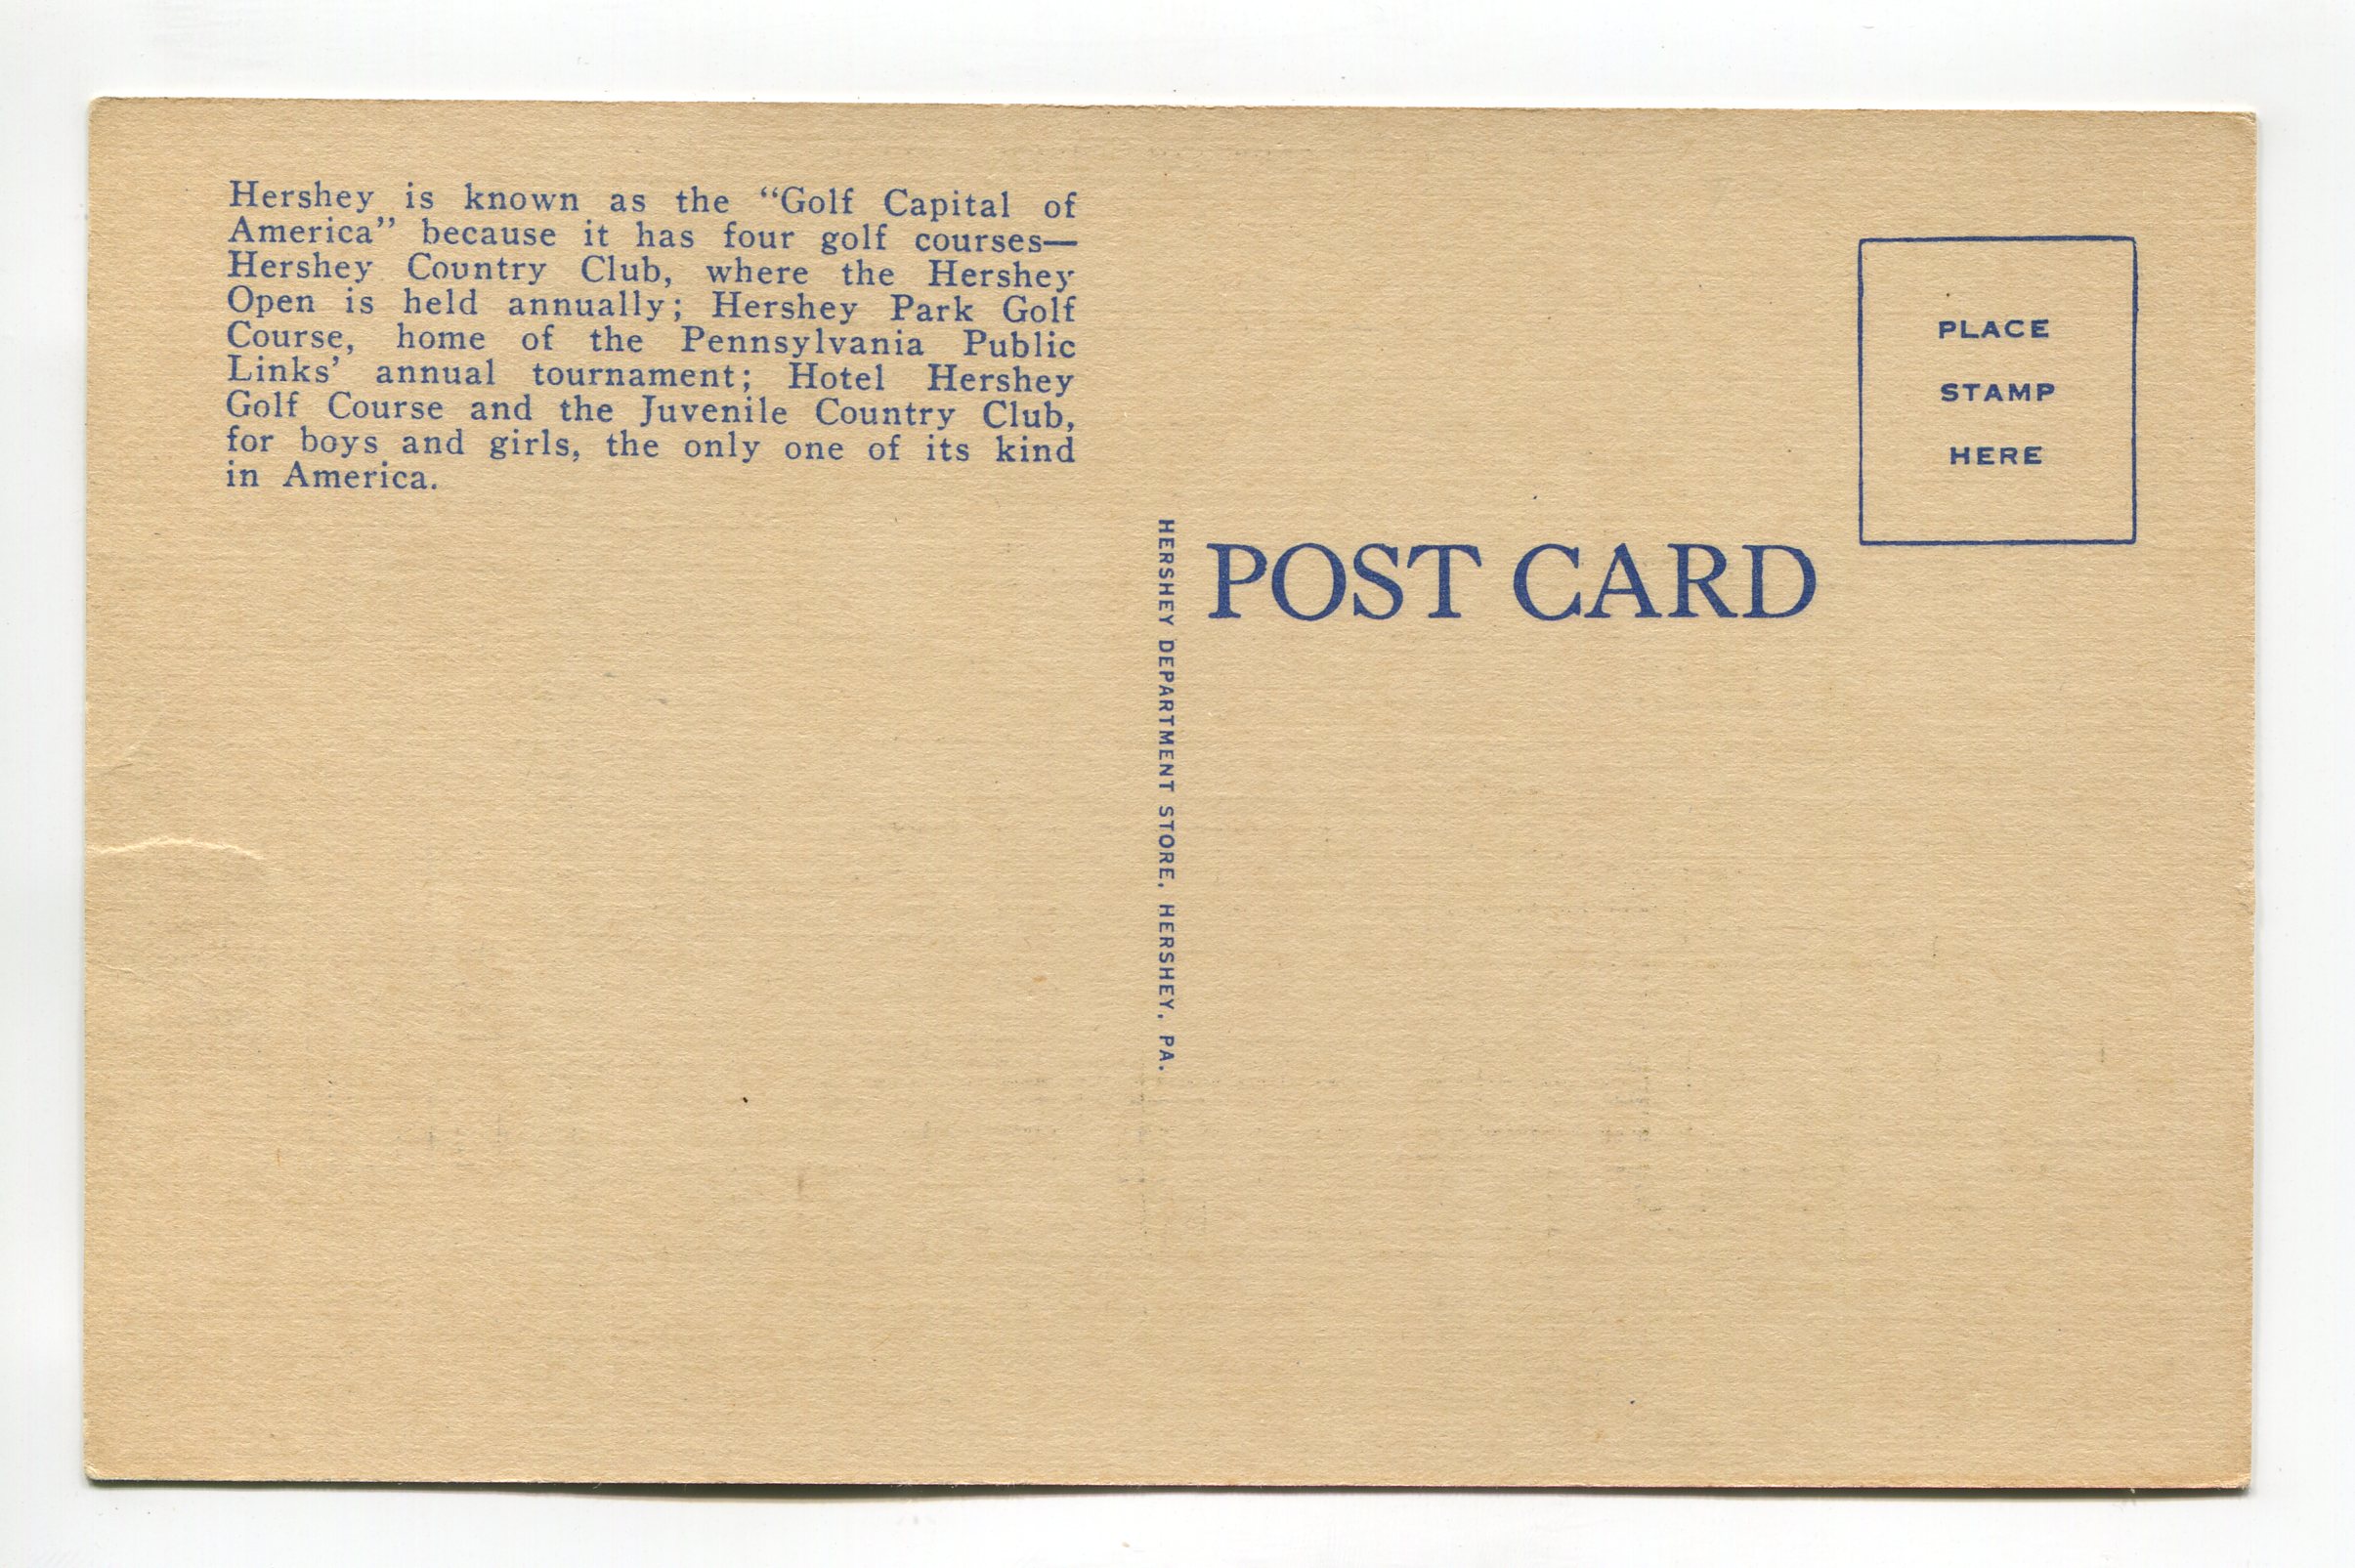 Hershey is known as the “Golf Capital of
America” because it has four golf courses—
Hershey Country Club, where the Hershey
Open is held annually; Hershey Park Golf
Course, home of the Pennsylvania Public
Links’ annual tournament; Hotel Hershey
Golf Course and the Juvenile Country Club,
for boys and girls, the only one of its kind
in America.
HERSHEY DEPARTMENT STORE, HERSHEY, PA.
POST CARD
PLACE
STAMP
HERE